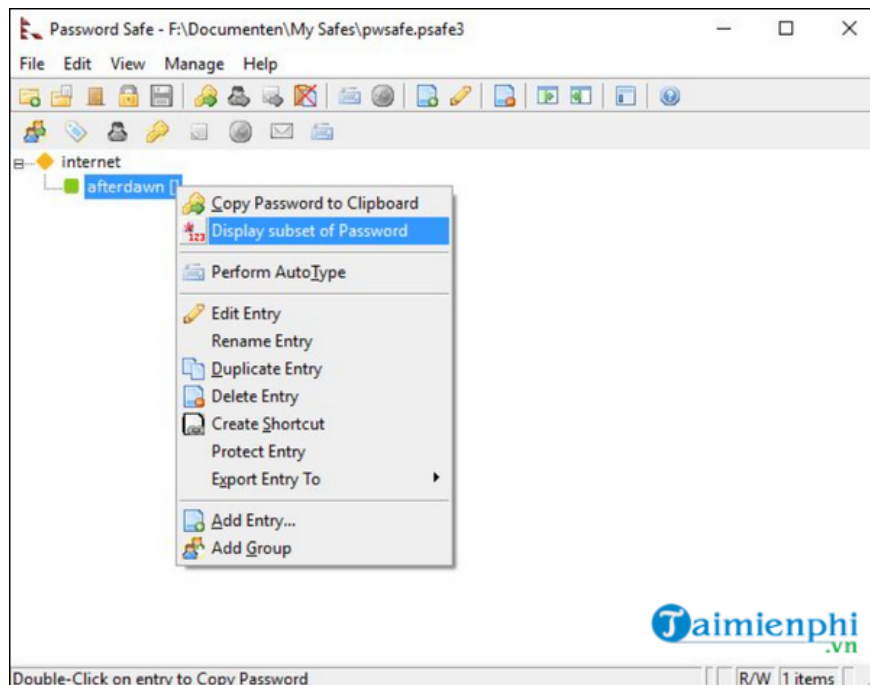 Password Safe - F:\Documenten\My Safes\pwsafe.psafe3
File Edit View Manage Help
internet
afterdawn []
Copy Password to Clipboard
123
Display subset of Password
Perform AutoType
Edit Entry
Rename Entry
Duplicate Entry
Delete Entry
Create Shortcut
Protect Entry
Export Entry To
Add Entry...
Add Group
Taimienphi
.vn
Double-Click on entry to Copy Password
R/W 1 items